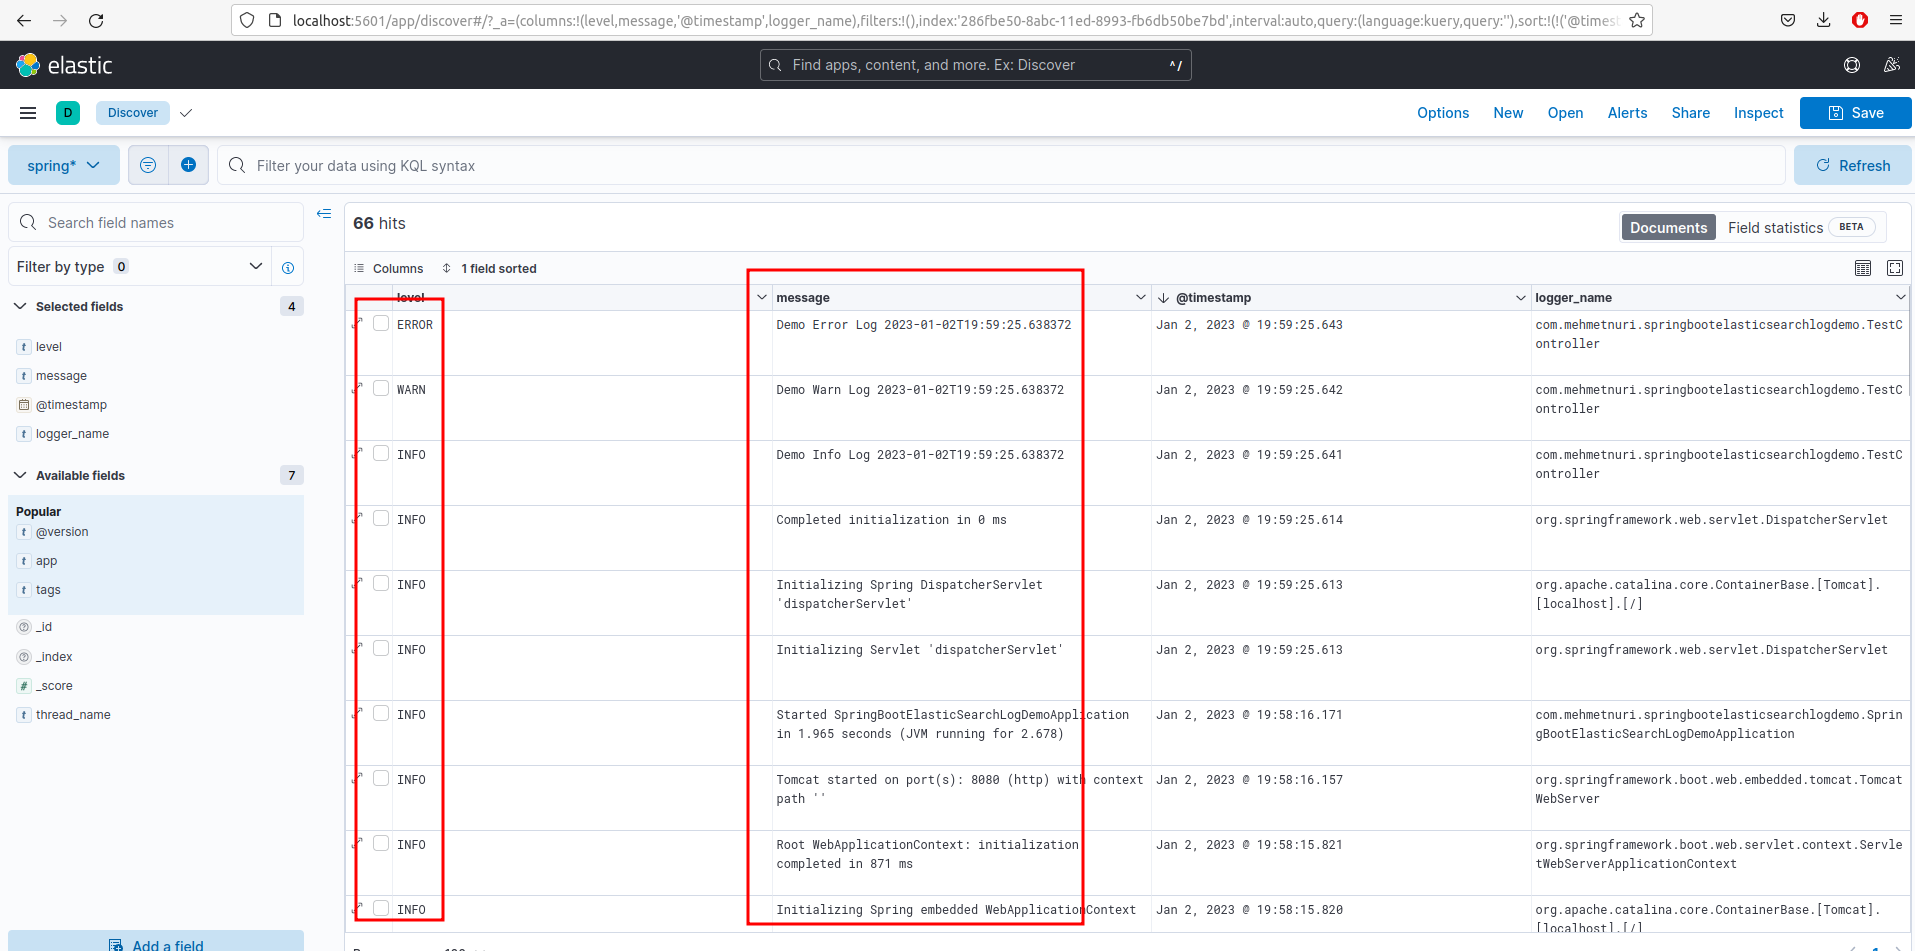 localhost:5601/app/discover#/?_a=(columns:!(level,message,'@timestamp',logger_name),filters:!(),index:'286fbe50-8abc-11ed-8993-fb6db50be7bd',interval:auto,query:(language:kuery,query:''),sort:!(!('@timest
elastic
Find apps, content, and more. Ex: Discover ^/
D Discover Options New Open Alerts Share Inspect Save
spring* Filter your data using KQL syntax Refresh
Search field names
66 hits
Documents Field statistics BETA
Filter by type 0
Columns 1 field sorted
Selected fields 4
level
message
@timestamp
logger_name
Available fields 7
Popular
@version
app
tags
_id
_index
_score
thread_name
Add a field
level message @timestamp logger_name
ERROR Demo Error Log 2023-01-02T19:59:25.638372 Jan 2, 2023 @ 19:59:25.643 com.mehmetnuri.springbootelasticsearchlogdemo.TestC
ontroller
WARN Demo Warn Log 2023-01-02T19:59:25.638372 Jan 2, 2023 @ 19:59:25.642 com.mehmetnuri.springbootelasticsearchlogdemo.TestC
ontroller
INFO Demo Info Log 2023-01-02T19:59:25.638372 Jan 2, 2023 @ 19:59:25.641 com.mehmetnuri.springbootelasticsearchlogdemo.TestC
ontroller
INFO Completed initialization in 0 ms Jan 2, 2023 @ 19:59:25.614 org.springframework.web.servlet.DispatcherServlet
INFO Initializing Spring DispatcherServlet Jan 2, 2023 @ 19:59:25.613 org.apache.catalina.core.ContainerBase.[Tomcat].
'dispatcherServlet' [localhost].[/]
INFO Initializing Servlet 'dispatcherServlet' Jan 2, 2023 @ 19:59:25.613 org.springframework.web.servlet.DispatcherServlet
INFO Started SpringBootElasticSearchLogDemoApplication Jan 2, 2023 @ 19:58:16.171 com.mehmetnuri.springbootelasticsearchlogdemo.Sprin
in 1.965 seconds (JVM running for 2.678) gBootElasticSearchLogDemoApplication
INFO Tomcat started on port(s): 8080 (http) with context Jan 2, 2023 @ 19:58:16.157 org.springframework.boot.web.embedded.tomcat.Tomcat
path '' WebServer
INFO Root WebApplicationContext: initialization Jan 2, 2023 @ 19:58:15.821 org.springframework.boot.web.servlet.context.Servle
completed in 871 ms tWebServerApplicationContext
INFO Initializing Spring embedded WebApplicationContext Jan 2, 2023 @ 19:58:15.820 org.apache.catalina.core.ContainerBase.[Tomcat].
[localhost].[/]